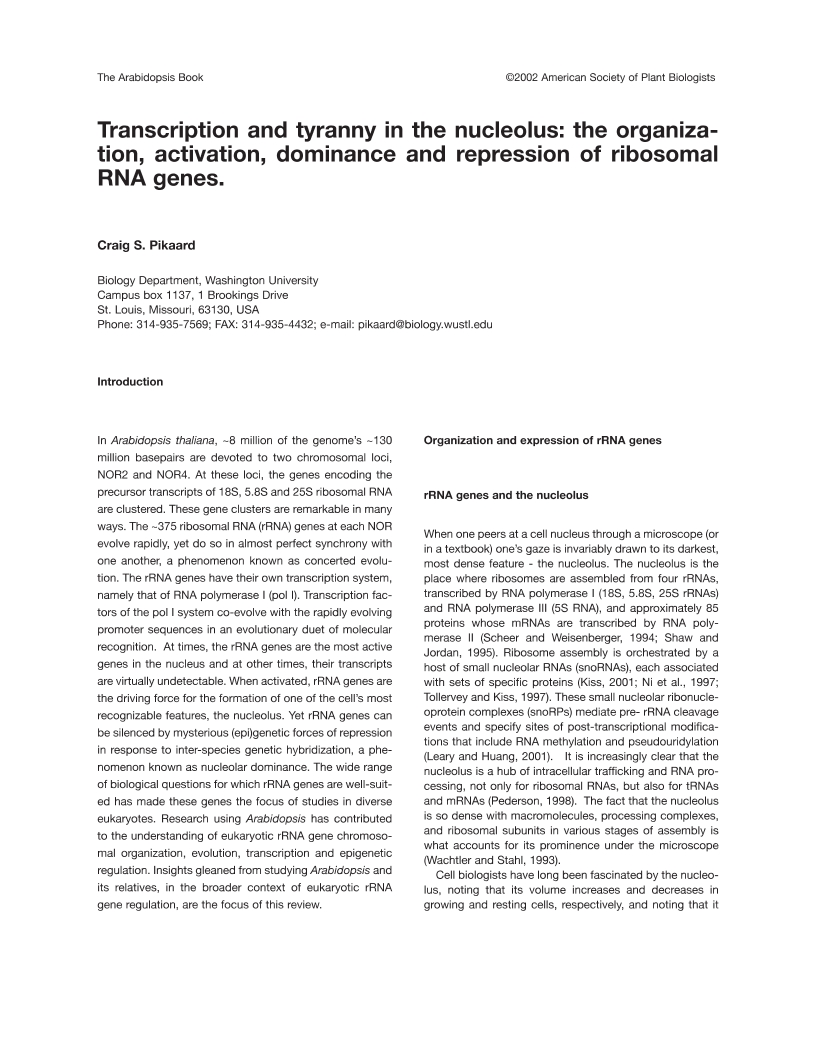 The Arabidopsis Book
©2002 American Society of Plant Biologists
Transcription and tyranny in the nucleolus: the organiza-
tion, activation, dominance and repression of ribosomal
RNA genes.
Craig S. Pikaard
Biology Department, Washington University
Campus box 1137, 1 Brookings Drive
St. Louis, Missouri, 63130, USA
Phone: 314-935-7569; FAX: 314-935-4432; e-mail: pikaard@biology.wustl.edu
Introduction
In Arabidopsis thaliana, ~8 million of the genome's ~130
million basepairs are devoted to two chromosomal loci,
NOR2 and NOR4. At these loci, the genes encoding the
precursor transcripts of 18S, 5.8S and 25S ribosomal RNA
are clustered. These gene clusters are remarkable in many
ways. The ~375 ribosomal RNA (rRNA) genes at each NOR
evolve rapidly, yet do so in almost perfect synchrony with
one another, a phenomenon known as concerted evolu-
tion. The rRNA genes have their own transcription system,
namely that of RNA polymerase I (pol I). Transcription fac-
tors of the pol I system co-evolve with the rapidly evolving
promoter sequences in an evolutionary duet of molecular
recognition. At times, the rRNA genes are the most active
genes in the nucleus and at other times, their transcripts
are virtually undetectable. When activated, rRNA genes are
the driving force for the formation of one of the cell's most
recognizable features, the nucleolus. Yet rRNA genes can
be silenced by mysterious (epi)genetic forces of repression
in response to inter-species genetic hybridization, a phe-
nomenon known as nucleolar dominance. The wide range
of biological questions for which rRNA genes are well-suit-
ed has made these genes the focus of studies in diverse
eukaryotes. Research using Arabidopsis has contributed
to the understanding of eukaryotic rRNA gene chromoso-
mal organization, evolution, transcription and epigenetic
regulation. Insights gleaned from studying Arabidopsis and
its relatives, in the broader context of eukaryotic rRNA
gene regulation, are the focus of this review.
Organization and expression of rRNA genes
rRNA genes and the nucleolus
When one peers at a cell nucleus through a microscope (or
in a textbook) one's gaze is invariably drawn to its darkest,
most dense feature - the nucleolus. The nucleolus is the
place where ribosomes are assembled from four rRNAs,
transcribed by RNA polymerase I (18S, 5.8S, 25S rRNAs)
and RNA polymerase III (5S RNA), and approximately 85
proteins whose mRNAs are transcribed by RNA poly-
merase II (Scheer and Weisenberger, 1994; Shaw and
Jordan, 1995). Ribosome assembly is orchestrated by a
host of small nucleolar RNAs (snoRNAs), each associated
with sets of specific proteins (Kiss, 2001; Ni et al., 1997;
Tollervey and Kiss, 1997). These small nucleolar ribonucle-
oprotein complexes (snoRPs) mediate pre- rRNA cleavage
events and specify sites of post-transcriptional modifica-
tions that include RNA methylation and pseudouridylation
(Leary and Huang, 2001). It is increasingly clear that the
nucleolus is a hub of intracellular trafficking and RNA pro-
cessing, not only for ribosomal RNAs, but also for tRNAs
and mRNAs (Pederson, 1998). The fact that the nucleolus
is so dense with macromolecules, processing complexes,
and ribosomal subunits in various stages of assembly is
what accounts for its prominence under the microscope
(Wachtler and Stahl, 1993).
Cell biologists have long been fascinated by the nucleo-
lus, noting that its volume increases and decreases in
growing and resting cells, respectively, and noting that it